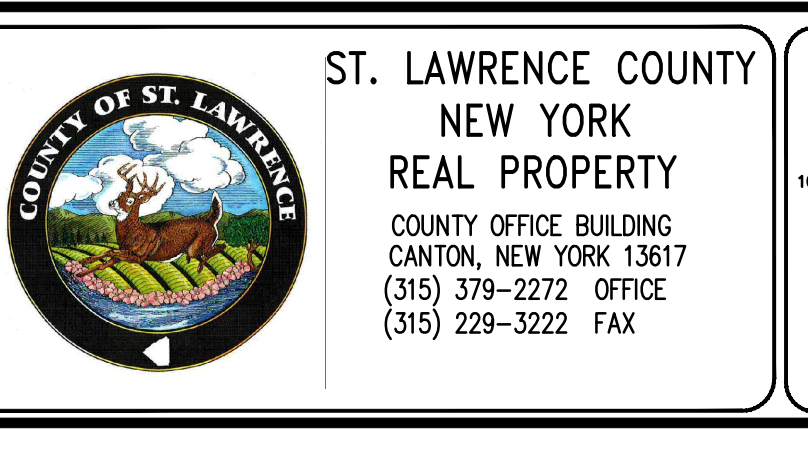 COUNTY OF ST. LAWRENCE
ST. LAWRENCE COUNTY
NEW YORK
REAL PROPERTY
COUNTY OFFICE BUILDING
CANTON, NEW YORK 13617
(315) 379-2272 OFFICE
(315) 229-3222 FAX